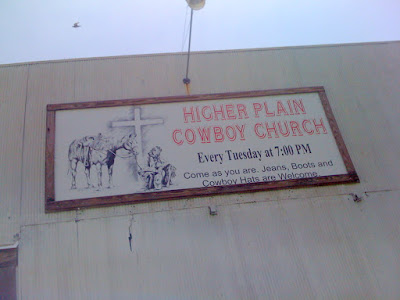 HIGHER PLAIN
COWBOY CHURCH
Every Tuesday at 7:00 PM
Come as you are. Jeans, Boots and
Cowboy Hats are Welcome